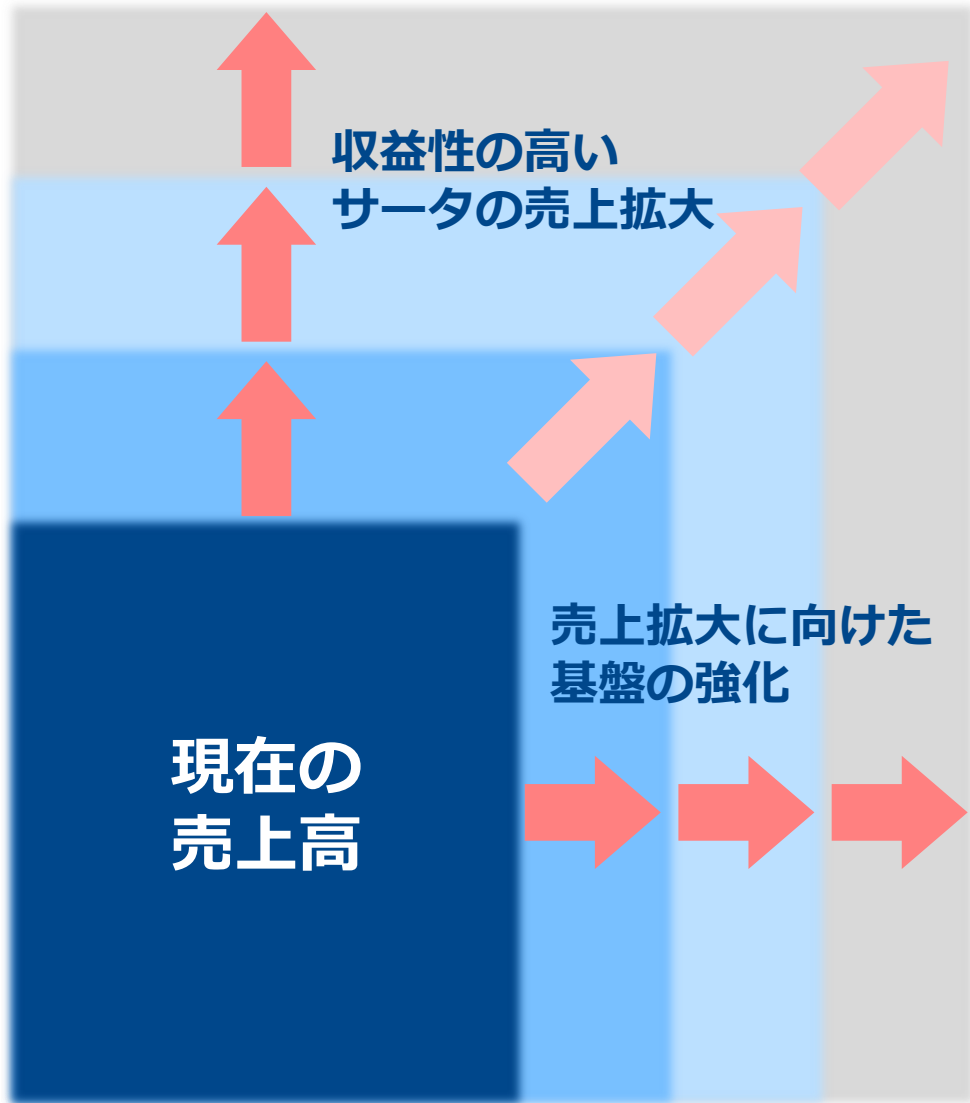 収益性の高い
サータの売上拡大
売上拡大に向けた
基盤の強化
現在の
売上高